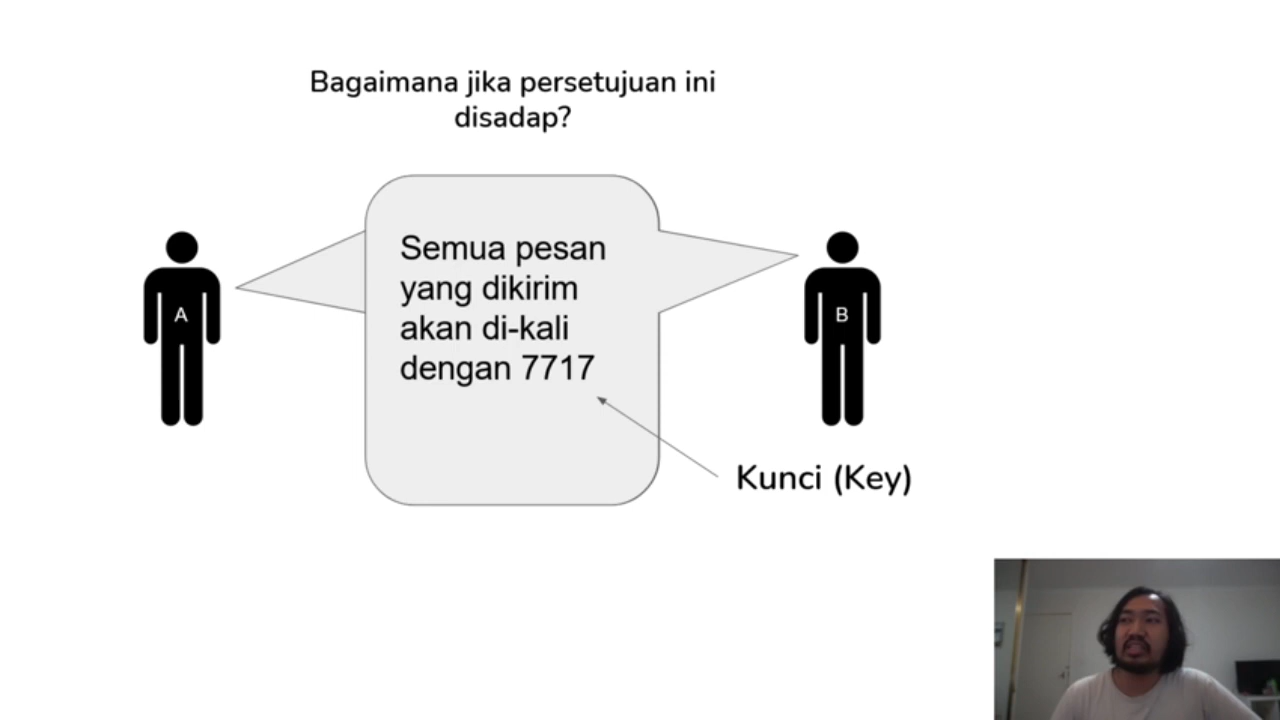 Bagaimana jika persetujuan ini
disadap?
Semua pesan
yang dikirim
akan di-kali
dengan 7717
A
B
Kunci (Key)